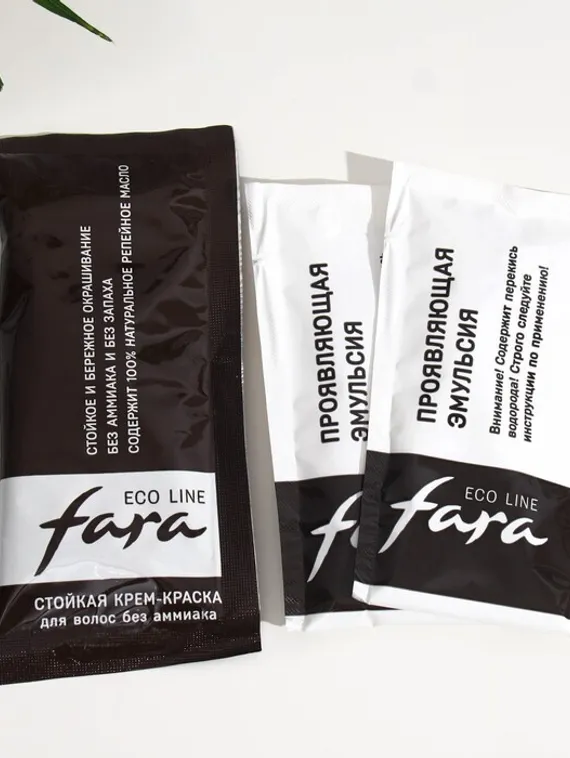 СТОЙКОЕ И БЕРЕЖНОЕ ОКРАШИВАНИЕ
БЕЗ АММИАКА И БЕЗ ЗАПАХА
СОДЕРЖИТ 100% НАТУРАЛЬНОЕ РЕПЕЙНОЕ МАСЛО
ECO LINE
fara
СТОЙКАЯ КРЕМ-КРАСКА
для волос без аммиака
ПРОЯВЛЯЮЩАЯ
ЭМУЛЬСИЯ
ПРОЯВЛЯЮЩАЯ
ЭМУЛЬСИЯ
Внимание! Содержит перекись
водорода! Строго следуйте
инструкции по применению!
ECO LINE
fara